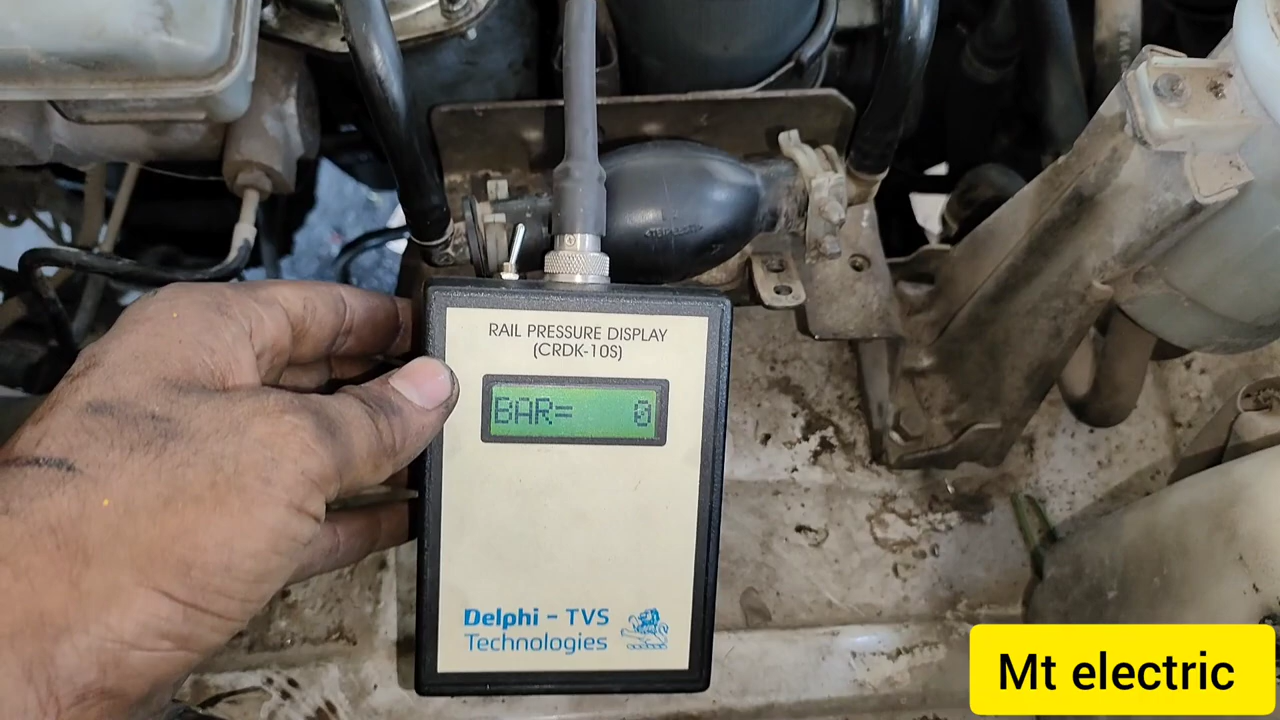 RAIL PRESSURE DISPLAY
(CRDK-10S)
BAR= 0
Delphi - TVS
Technologies
Mt electric